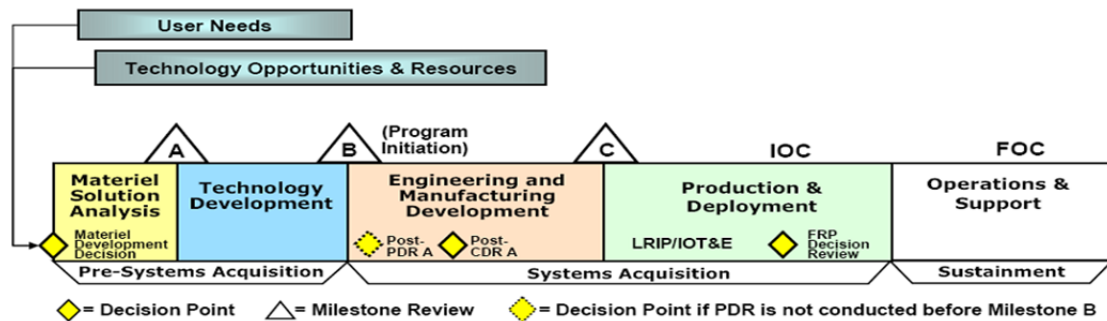 User Needs
Technology Opportunities & Resources
A
B
(Program
Initiation)
C
IOC
FOC
Materiel
Solution
Analysis
Materiel
Development
Decision
Technology
Development
Engineering and
Manufacturing
Development
Post-
PDR A
Post-
CDR A
Production &
Deployment
LRIP/IOT&E
FRP
Decision
Review
Operations &
Support
Pre-Systems Acquisition
Systems Acquisition
Sustainment
= Decision Point
= Milestone Review
= Decision Point if PDR is not conducted before Milestone B